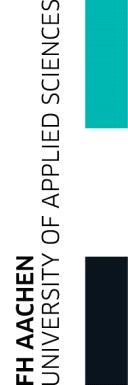 FH AACHEN
UNIVERSITY OF APPLIED SCIENCES